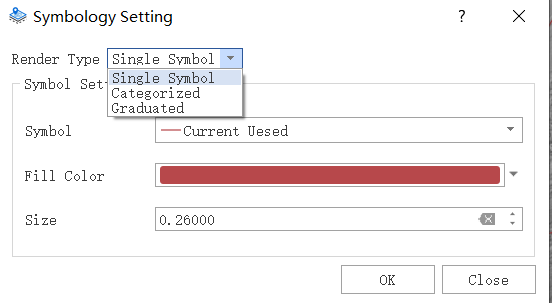 Symbology Setting
Render Type Single Symbol
Single Symbol
Categorized
Graduated
Symbol Set
Symbol Current Uesed
Fill Color
Size 0.26000
OK Close